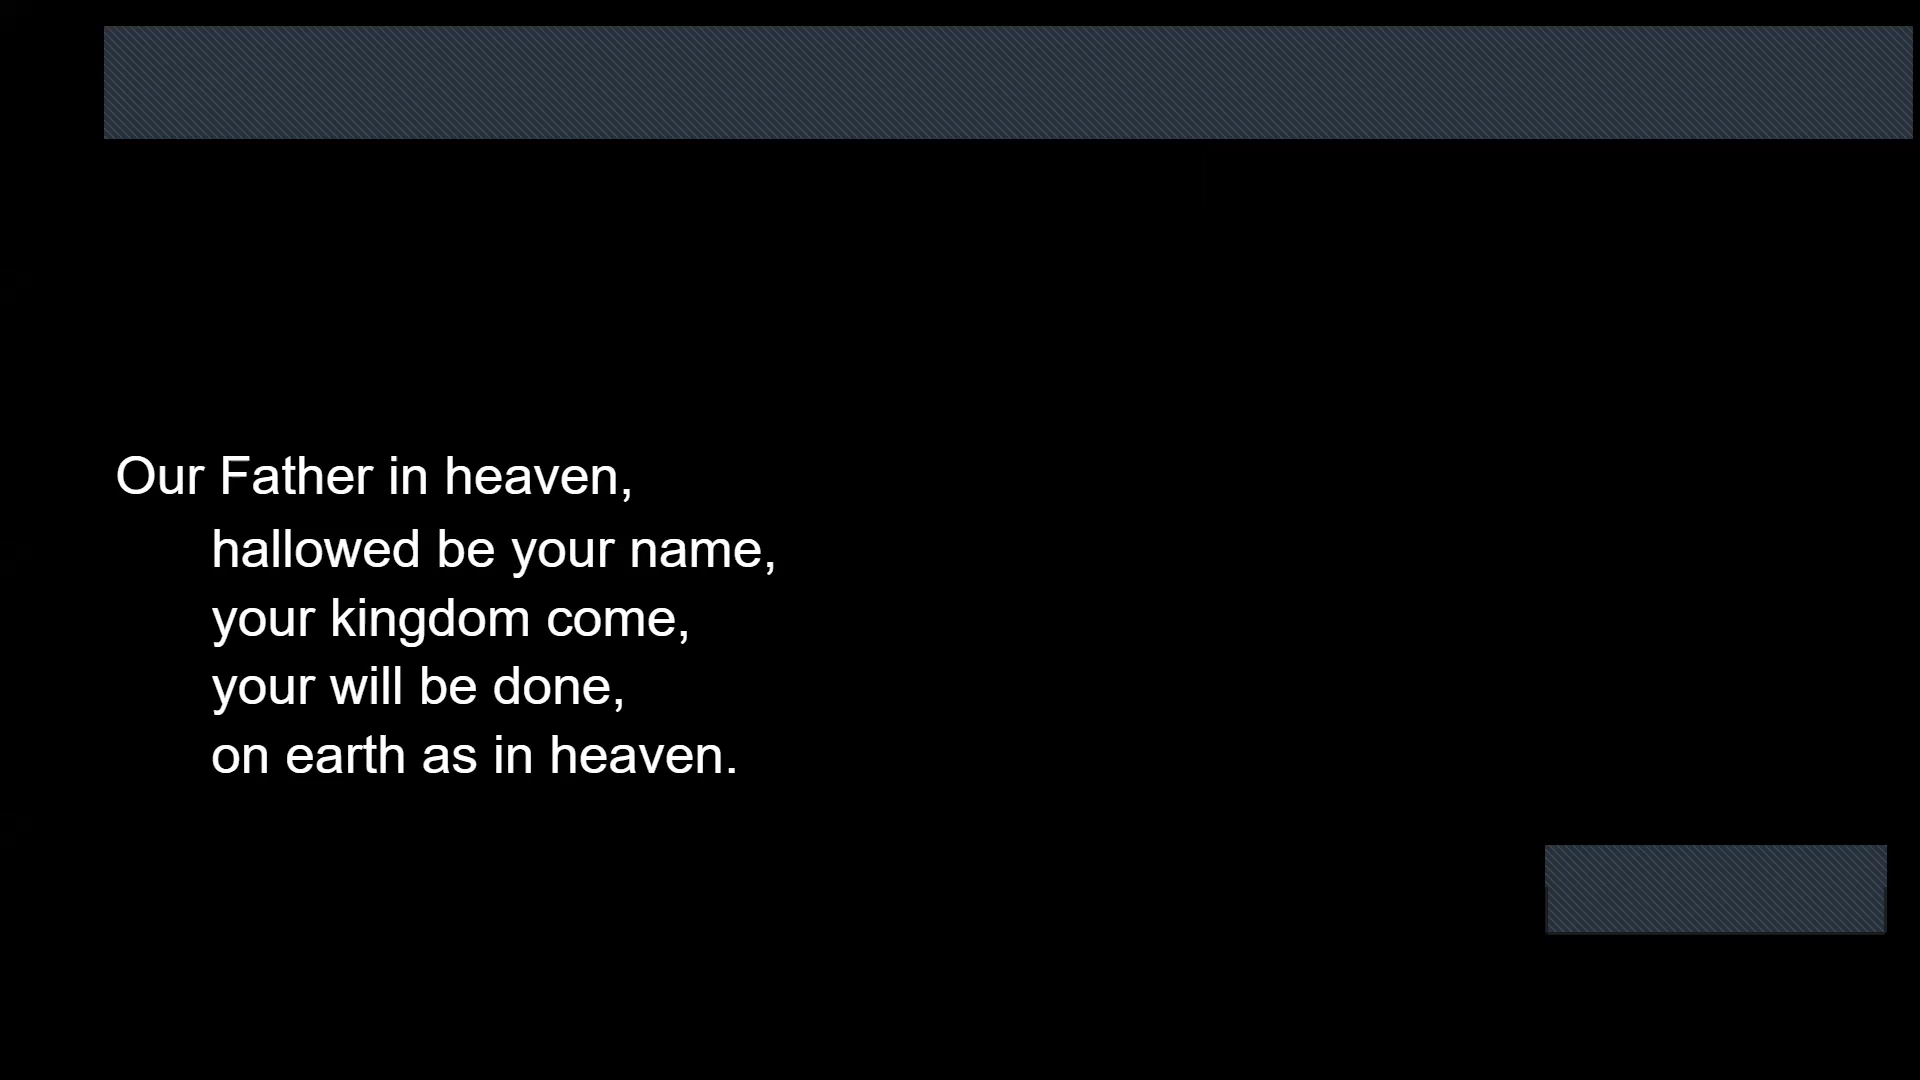 Our Father in heaven,
hallowed be your name,
your kingdom come,
your will be done,
on earth as in heaven.